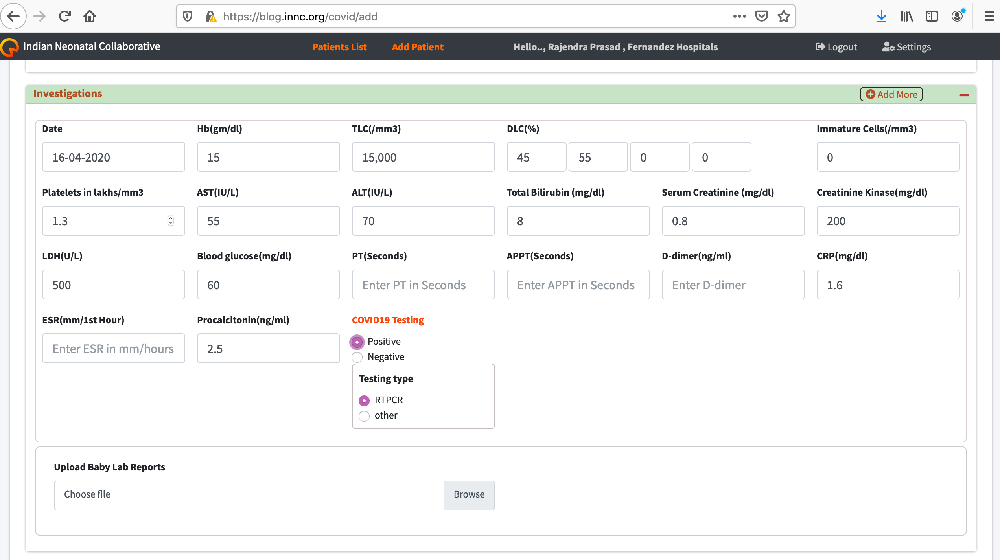 https://blog.innc.org/covid/add
Indian Neonatal Collaborative
Patients List
Add Patient
Hello.., Rajendra Prasad , Fernandez Hospitals
Logout
Settings
Investigations
Add More
Date Hb(gm/dl) TLC(/mm3) DLC(%) Immature Cells(/mm3)
16-04-2020 15 15,000 45 55 0 0 0
Platelets in lakhs/mm3 AST(IU/L) ALT(IU/L) Total Bilirubin (mg/dl) Serum Creatinine (mg/dl) Creatinine Kinase(mg/dl)
1.3 55 70 8 0.8 200
LDH(U/L) Blood glucose(mg/dl) PT(Seconds) APPT(Seconds) D-dimer(ng/ml) CRP(mg/dl)
500 60 Enter PT in Seconds Enter APPT in Seconds Enter D-dimer 1.6
ESR(mm/1st Hour) Procalcitonin(ng/ml) COVID19 Testing
Enter ESR in mm/hours 2.5
Positive
Negative
Testing type
RTPCR
other
Upload Baby Lab Reports
Choose file Browse